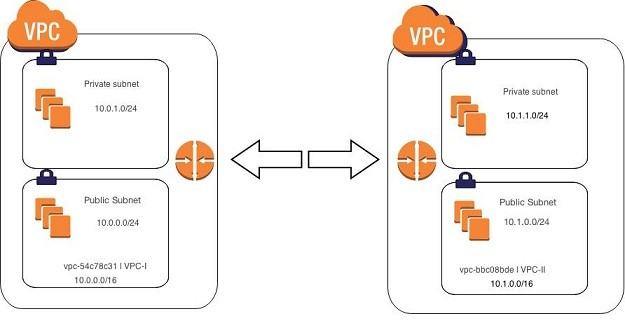 VPC
Private subnet
10.0.1.0/24
Public Subnet
10.0.0.0/24
vpc-54c78c31 I VPC-I
10.0.0.0/16
VPC
Private subnet
10.1.1.0/24
Public Subnet
10.1.0.0/24
vpc-bbc08bde I VPC-II
10.1.0.0/16